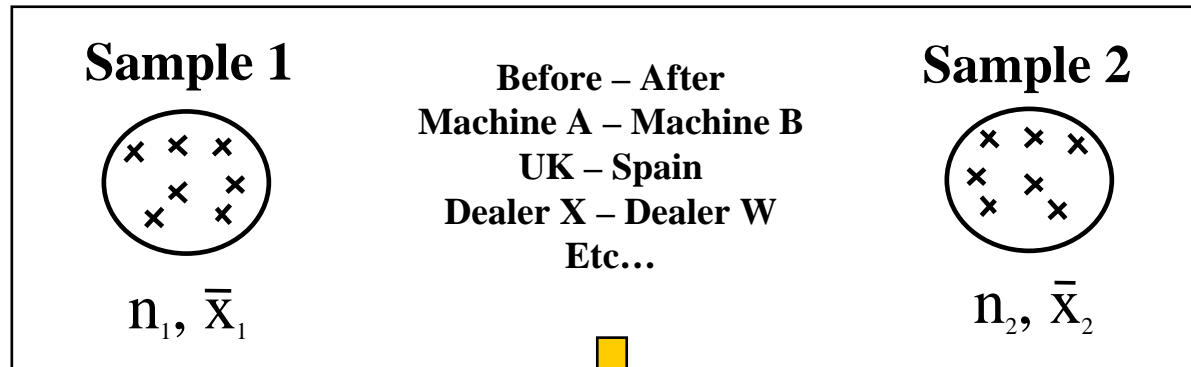 Sample 1
Before – After
Machine A – Machine B
UK – Spain
Dealer X – Dealer W
Etc…
Sample 2
n₁, x̄₁
n₂, x̄₂